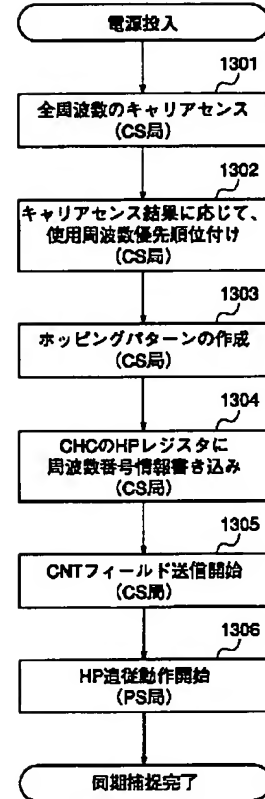 電源投入
1301
全周波数のキャリアセンス
(CS局)
1302
キャリアセンス結果に応じて、
使用周波数優先順位付け
(CS局)
1303
ホッピングパターンの作成
(CS局)
1304
CHCのHPレジスタに
周波数番号情報書き込み
(CS局)
1305
CNTフィールド送信開始
(CS局)
1306
HP追従動作開始
(PS局)
同期捕捉完了